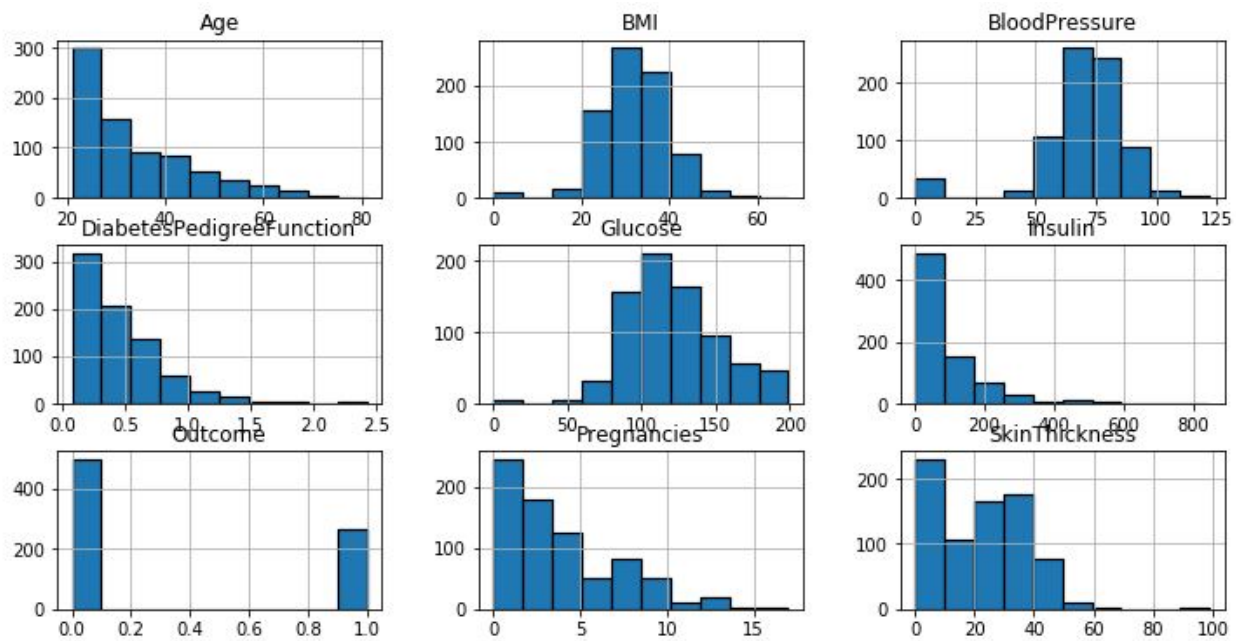 Age BMI BloodPressure
300
200
100
0
20 40 60 80
200
100
0
0 20 40 60
200
100
0
0 25 50 75 100 125
DiabetesPedigreeFunction Glucose Insulin
300
200
100
0
0.0 0.5 1.0 1.5 2.0 2.5
200
100
0
0 50 100 150 200
400
200
0
0 200 400 600 800
Outcome Pregnancies SkinThickness
400
200
0
0.0 0.2 0.4 0.6 0.8 1.0
200
100
0
0 5 10 15
200
100
0
0 20 40 60 80 100